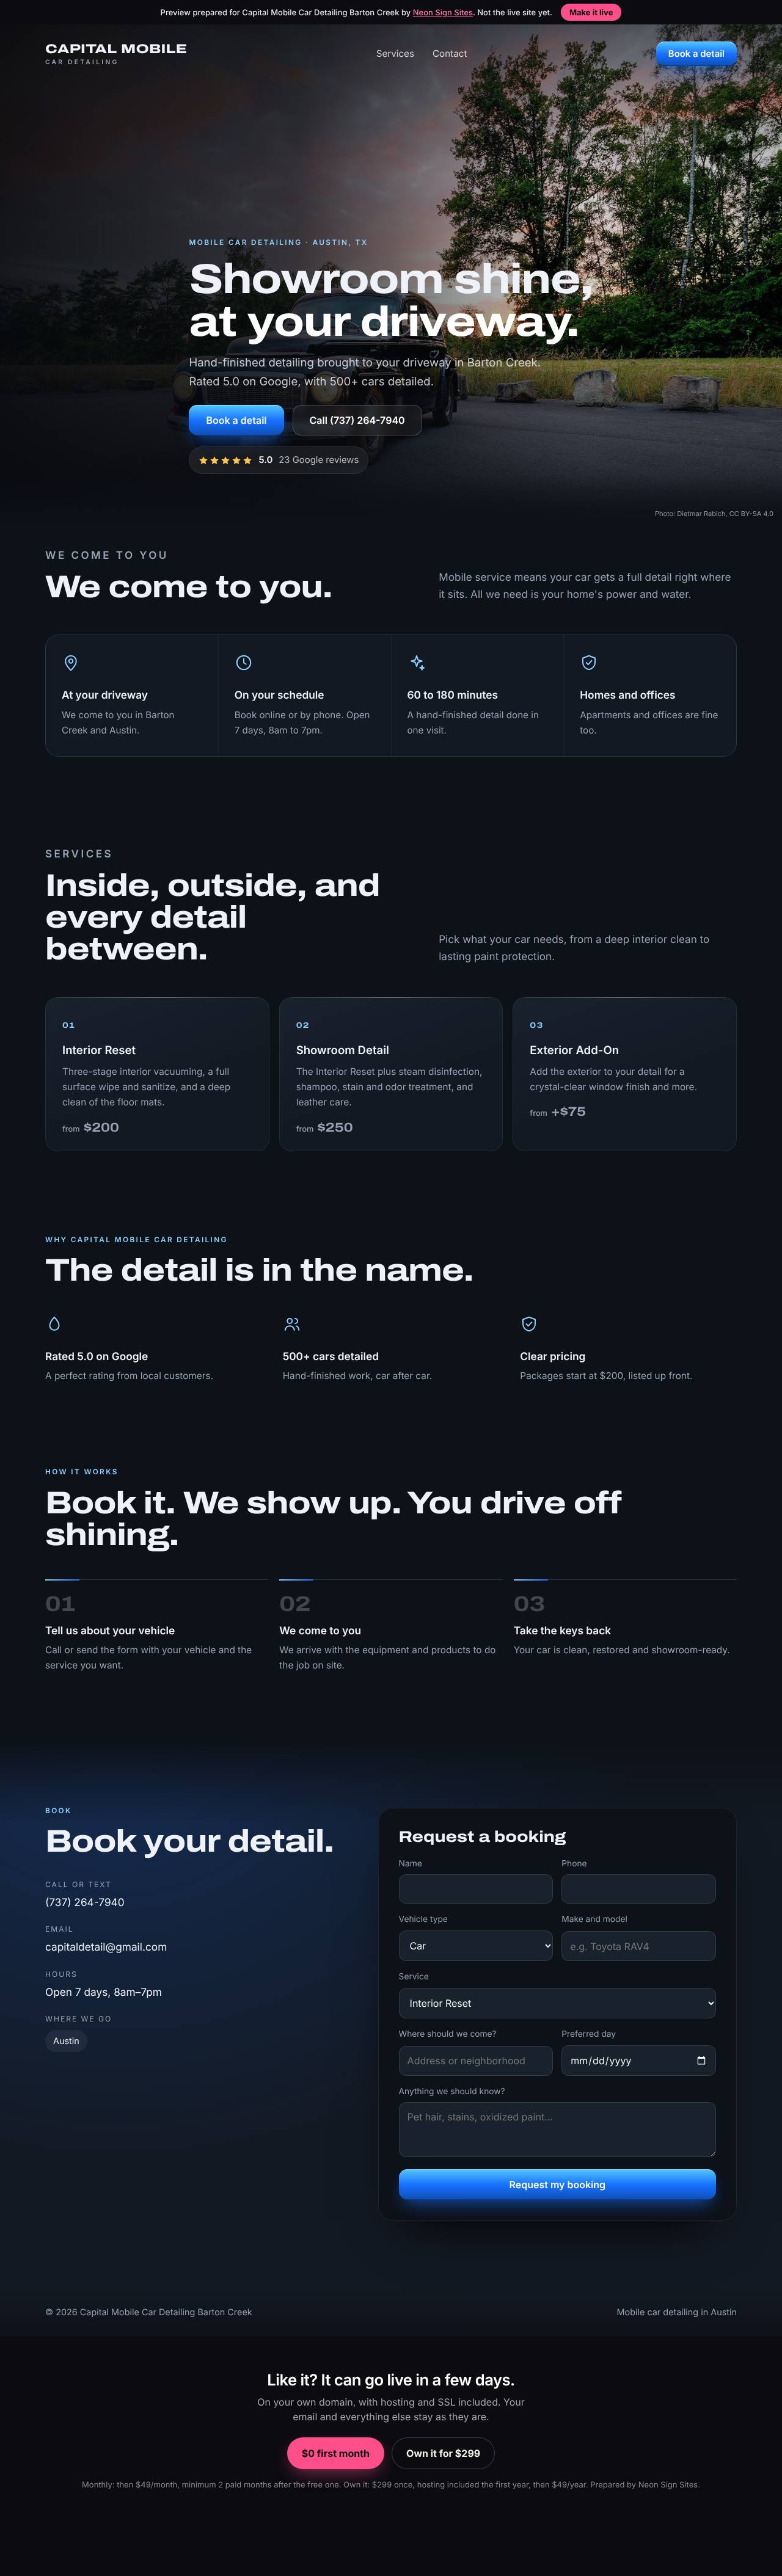 Preview prepared for Capital Mobile Car Detailing Barton Creek by Neon Sign Sites. Not the live site yet. Make it live
CAPITAL MOBILE
CAR DETAILING
Services Contact
Book a detail
MOBILE CAR DETAILING · AUSTIN, TX
Showroom shine,
at your driveway.
Hand-finished detailing brought to your driveway in Barton Creek.
Rated 5.0 on Google, with 500+ cars detailed.
Book a detail
Call (737) 264-7940
★★★★★ 5.0 23 Google reviews
Photo: Dietmar Rabich, CC BY-SA 4.0
WE COME TO YOU
We come to you.
Mobile service means your car gets a full detail right where
it sits. All we need is your home's power and water.
At your driveway
We come to you in Barton
Creek and Austin.
On your schedule
Book online or by phone. Open
7 days, 8am to 7pm.
60 to 180 minutes
A hand-finished detail done in
one visit.
Homes and offices
Apartments and offices are fine
too.
SERVICES
Inside, outside, and
every detail
between.
Pick what your car needs, from a deep interior clean to
lasting paint protection.
01
Interior Reset
Three-stage interior vacuuming, a full
surface wipe and sanitize, and a deep
clean of the floor mats.
from $200
02
Showroom Detail
The Interior Reset plus steam disinfection,
shampoo, stain and odor treatment, and
leather care.
from $250
03
Exterior Add-On
Add the exterior to your detail for a
crystal-clear window finish and more.
from +$75
WHY CAPITAL MOBILE CAR DETAILING
The detail is in the name.
Rated 5.0 on Google
A perfect rating from local customers.
500+ cars detailed
Hand-finished work, car after car.
Clear pricing
Packages start at $200, listed up front.
HOW IT WORKS
Book it. We show up. You drive off
shining.
01
Tell us about your vehicle
Call or send the form with your vehicle and the
service you want.
02
We come to you
We arrive with the equipment and products to do
the job on site.
03
Take the keys back
Your car is clean, restored and showroom-ready.
BOOK
Book your detail.
CALL OR TEXT
(737) 264-7940
EMAIL
capitaldetail@gmail.com
HOURS
Open 7 days, 8am–7pm
WHERE WE GO
Austin
Request a booking
Name
Phone
Vehicle type
Car
Make and model
e.g. Toyota RAV4
Service
Interior Reset
Where should we come?
Address or neighborhood
Preferred day
mm/dd/yyyy
Anything we should know?
Pet hair, stains, oxidized paint...
Request my booking
© 2026 Capital Mobile Car Detailing Barton Creek
Mobile car detailing in Austin
Like it? It can go live in a few days.
On your own domain, with hosting and SSL included. Your
email and everything else stay as they are.
$0 first month
Own it for $299
Monthly: then $49/month, minimum 2 paid months after the free one. Own it: $299 once, hosting included the first year, then $49/year. Prepared by Neon Sign Sites.